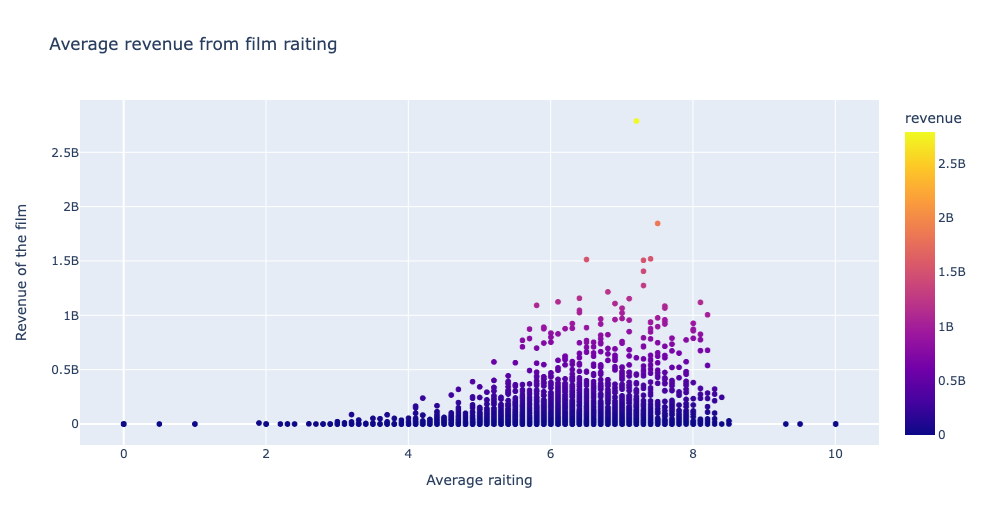 Average revenue from film raiting
revenue
2.5B
2B
1.5B
1B
0.5B
0
Revenue of the film
0
2
4
6
8
10
Average raiting
2.5B
2B
1.5B
1B
0.5B
0